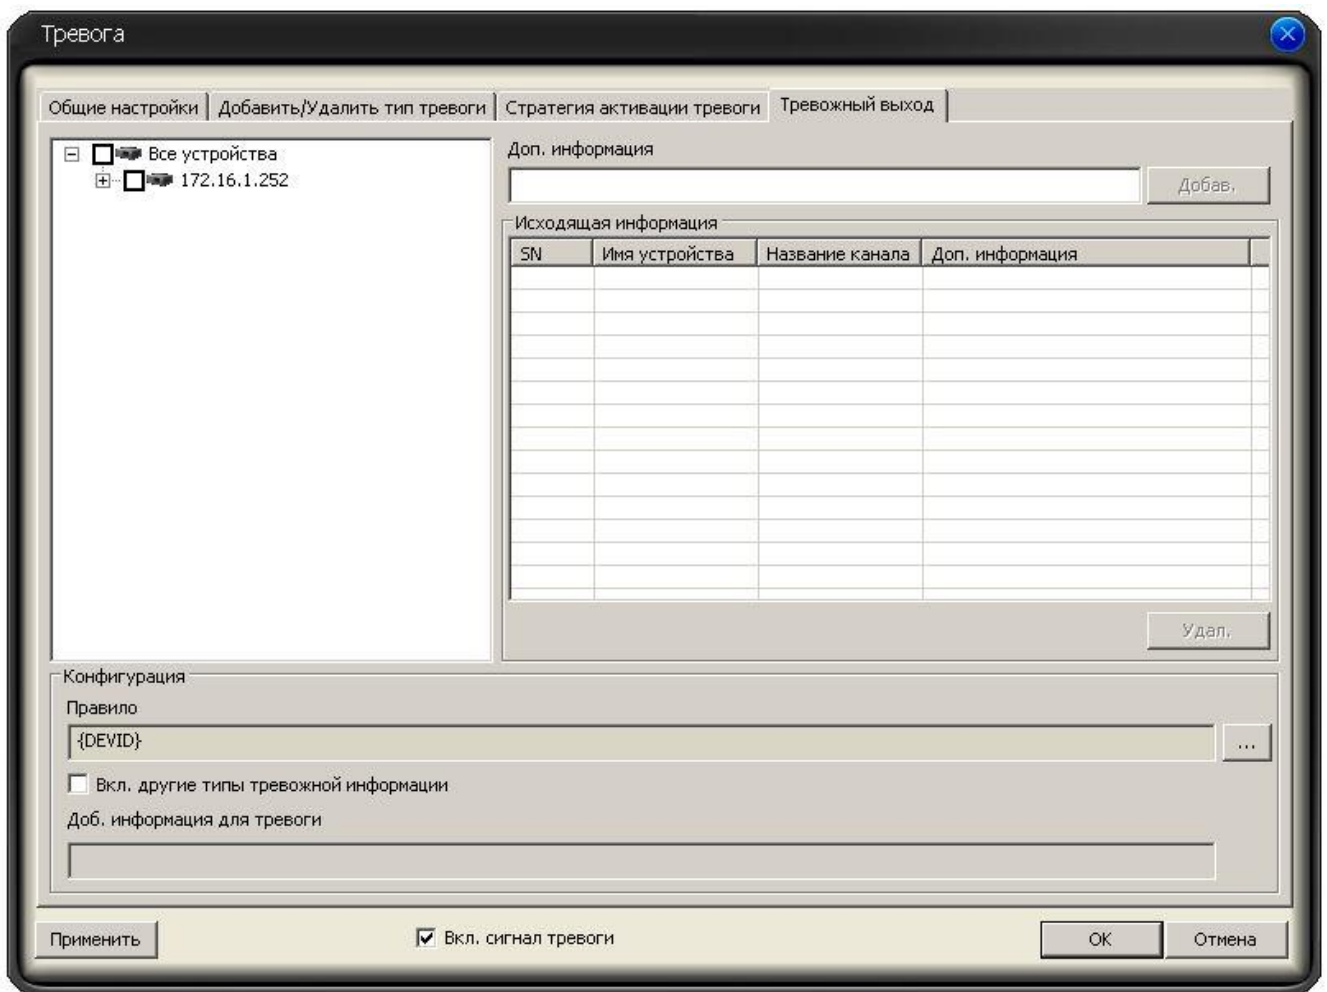 Тревога
Общие настройки Добавить/Удалить тип тревоги Стратегия активации тревоги Тревожный выход
Все устройства
172.16.1.252
Доп. информация
Добав.
Исходящая информация
SN Имя устройства Название канала Доп. информация
Удал.
Конфигурация
Правило
{DEVID}
...
Вкл. другие типы тревожной информации
Доб. информация для тревоги
Применить
Вкл. сигнал тревоги
OK
Отмена